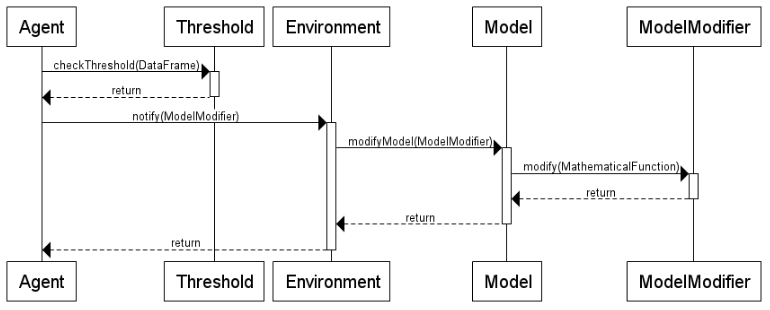 Agent
Threshold
Environment
Model
ModelModifier
checkThreshold(DataFrame)
return
notify(ModelModifier)
modifyModel(ModelModifier)
modify(MathematicalFunction)
return
return
return
Agent
Threshold
Environment
Model
ModelModifier